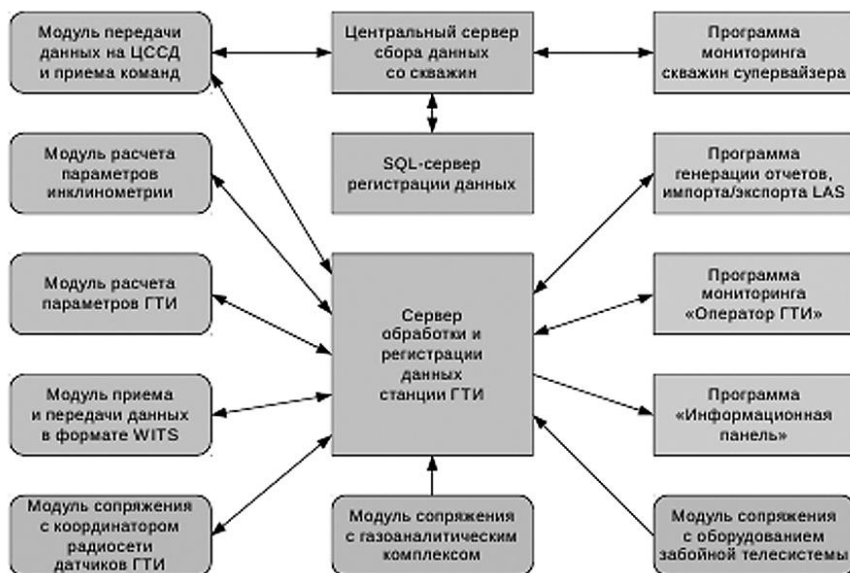 Модуль передачи
данных на ЦССД
и приема команд
Центральный сервер
сбора данных
со скважин
Программа
мониторинга
скважин супервайзера
Модуль расчета
параметров
инклинометрии
SQL-сервер
регистрации данных
Программа
генерации отчетов,
импорта/экспорта LAS
Модуль расчета
параметров ГТИ
Сервер
обработки и
регистрации
данных
станции ГТИ
Программа
мониторинга
«Оператор ГТИ»
Модуль приема
и передачи данных
в формате WITS
Программа
«Информационная
панель»
Модуль сопряжения
с координатором
радиосети
датчиков ГТИ
Модуль сопряжения
с газоаналитическим
комплексом
Модуль сопряжения
с оборудованием
забойной телесистемы